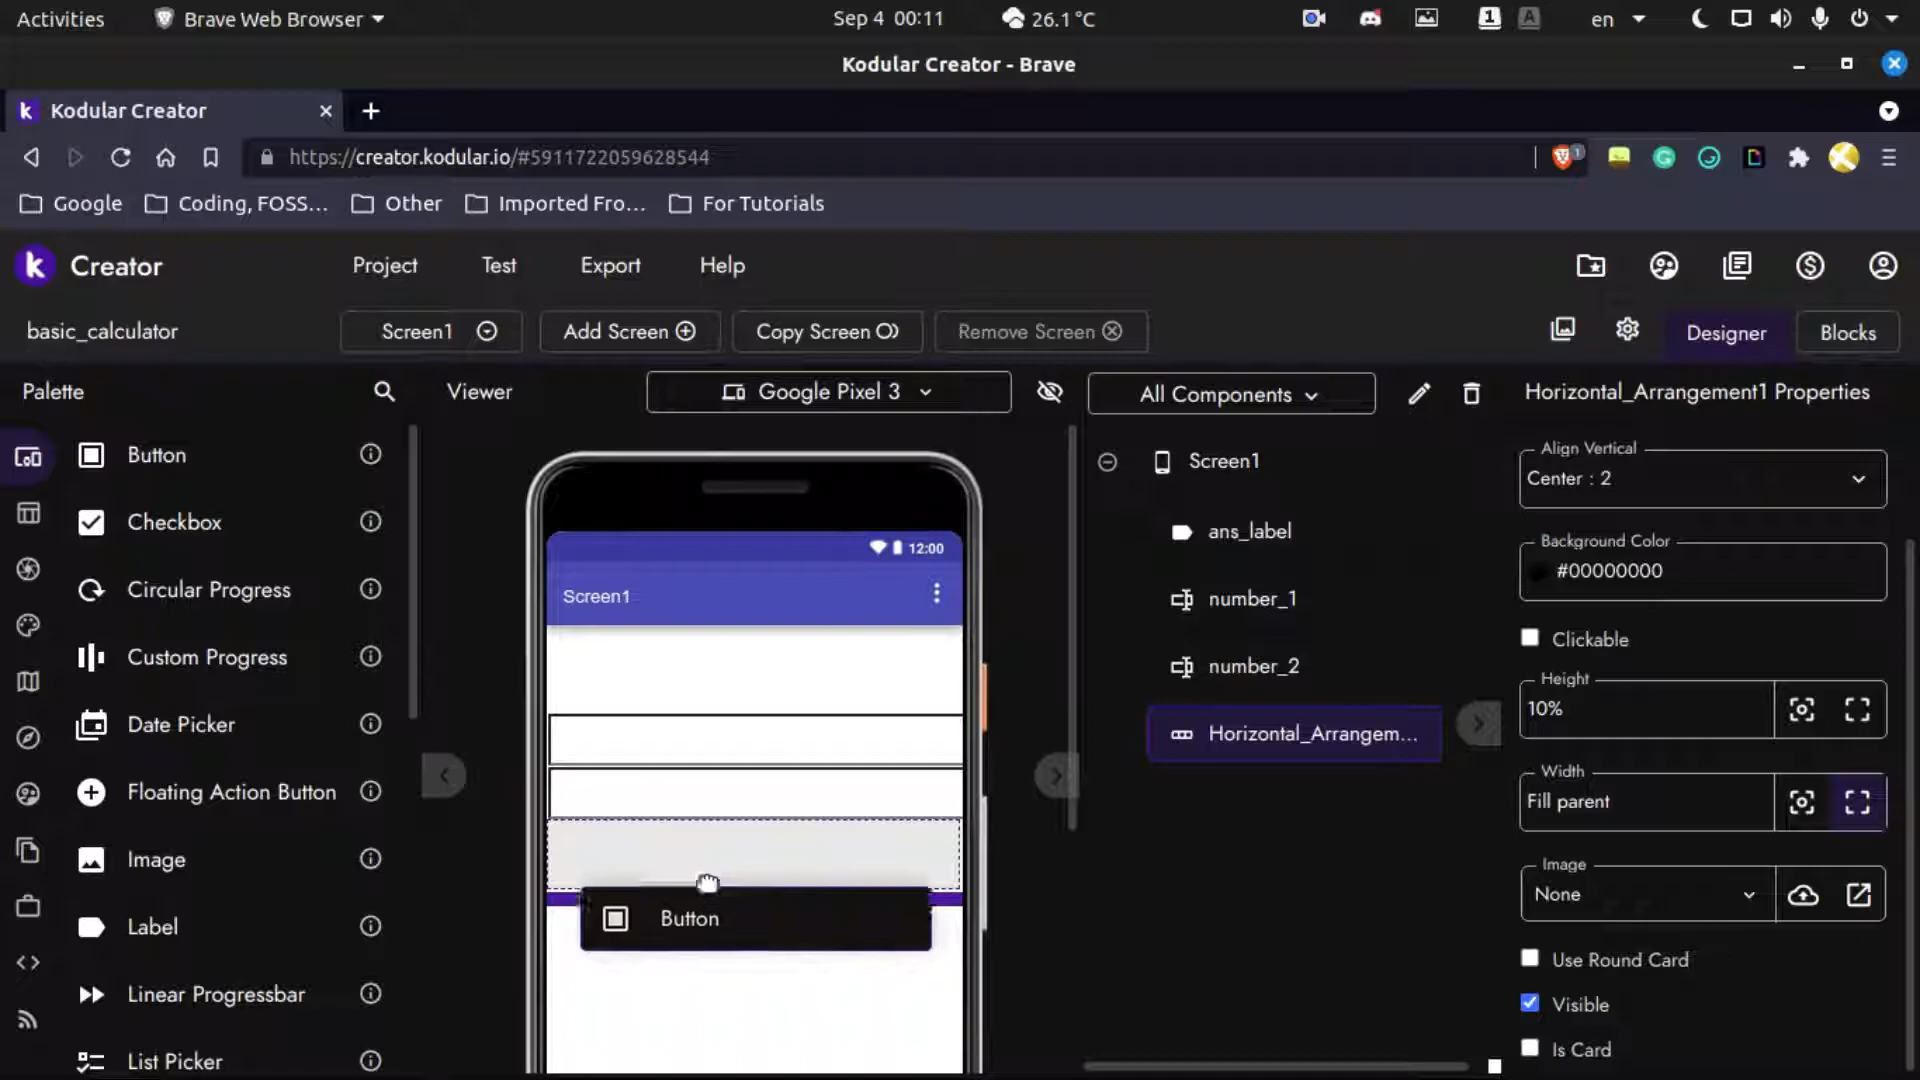 Activities
Brave Web Browser
Sep 4 00:11
26.1 °C
1
A
en
Kodular Creator - Brave
Kodular Creator
https://creator.kodular.io/#5911722059628544
1
Google
Coding, FOSS...
Other
Imported Fro...
For Tutorials
Creator
Project
Test
Export
Help
basic_calculator
Screen1
Add Screen
Copy Screen
Remove Screen
Designer
Blocks
Palette
Viewer
Google Pixel 3
All Components
Horizontal_Arrangement1 Properties
Button
Checkbox
Circular Progress
Custom Progress
Date Picker
Floating Action Button
Image
Label
Linear Progressbar
List Picker
12:00
Screen1
Button
Screen1
ans_label
number_1
number_2
Horizontal_Arrangem...
Align Vertical
Center : 2
Background Color
#00000000
Clickable
Height
10%
Width
Fill parent
Image
None
Use Round Card
Visible
Is Card